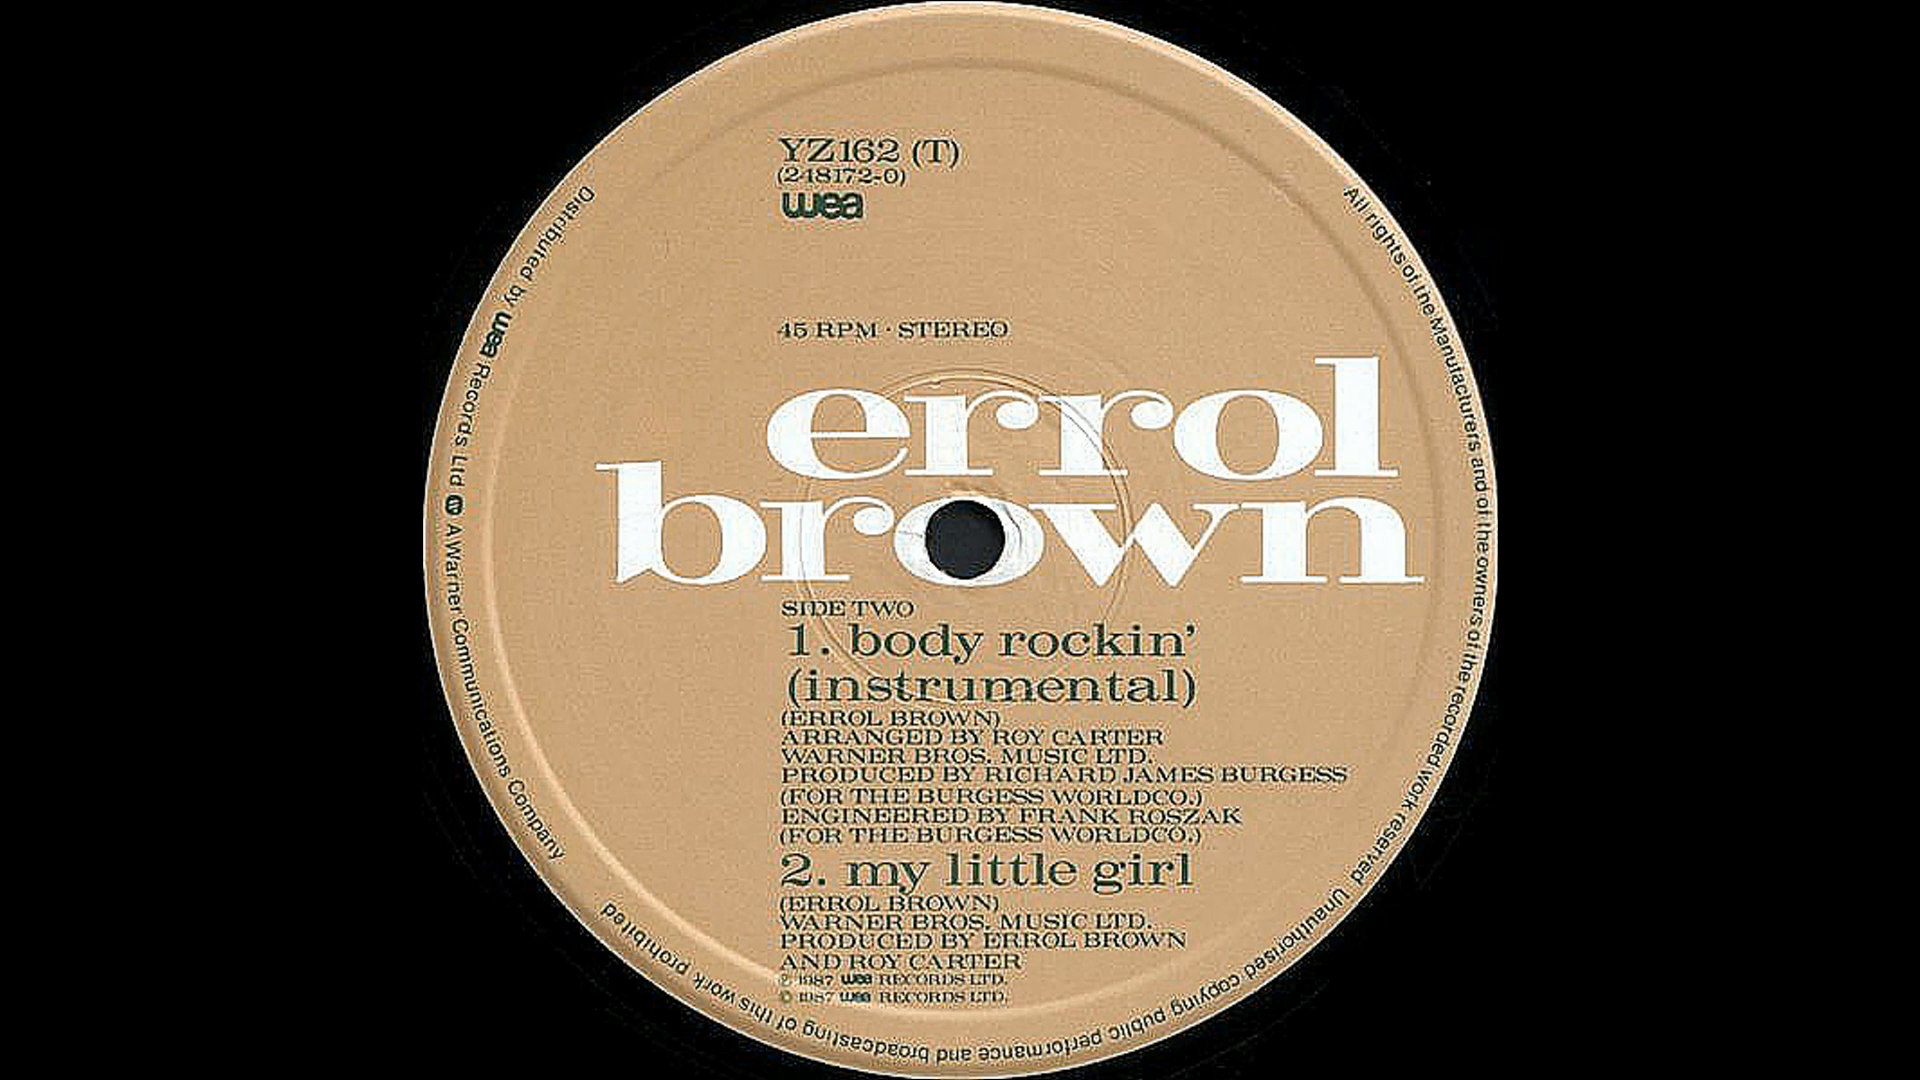 YZ162 (T)
(248172-0)
wea
45 RPM · STEREO
errol
brown
SIDE TWO
1. body rockin'
(instrumental)
(ERROL BROWN)
ARRANGED BY ROY CARTER
WARNER BROS. MUSIC LTD.
PRODUCED BY RICHARD JAMES BURGESS
(FOR THE BURGESS WORLDCO.)
ENGINEERED BY FRANK ROSZAK
(FOR THE BURGESS WORLDCO.)
2. my little girl
(ERROL BROWN)
WARNER BROS. MUSIC LTD.
PRODUCED BY ERROL BROWN
AND ROY CARTER
℗ 1987 wea RECORDS LTD.
© 1987 wea RECORDS LTD.
Distributed by wea Records Ltd A Warner Communications Company
All rights of the Manufacturers and of the owners of the recorded work reserved Unauthorised copying public performance and broadcasting of this work prohibited